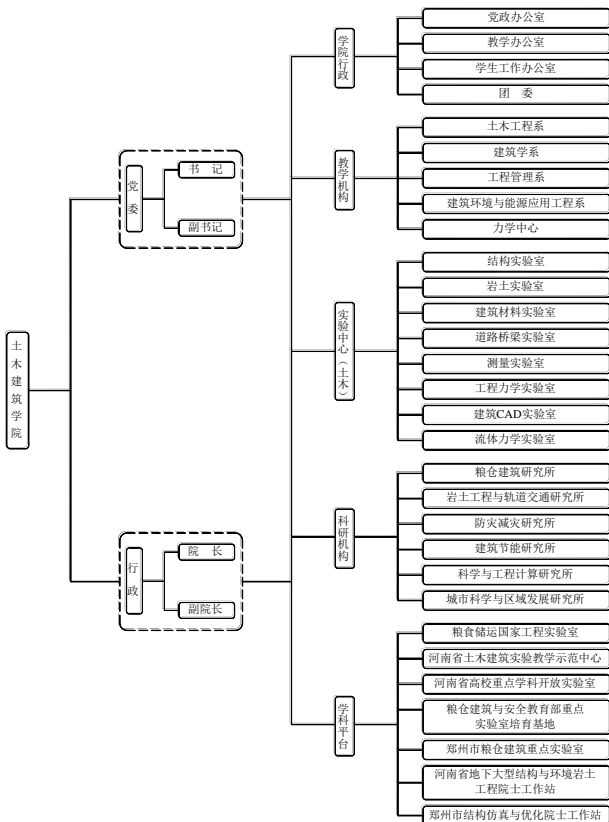 土木建筑学院
党委
书 记
副书记
行政
院 长
副院长
学院行政
党政办公室
教学办公室
学生工作办公室
团 委
教学机构
土木工程系
建筑学系
工程管理系
建筑环境与能源应用工程系
力学中心
实验中心（土木）
结构实验室
岩土实验室
建筑材料实验室
道路桥梁实验室
测量实验室
工程力学实验室
建筑CAD实验室
流体力学实验室
科研机构
粮仓建筑研究所
岩土工程与轨道交通研究所
防灾减灾研究所
建筑节能研究所
科学与工程计算研究所
城市科学与区域发展研究所
学科平台
粮食储运国家工程实验室
河南省土木建筑实验教学示范中心
河南省高校重点学科开放实验室
粮仓建筑与安全教育部重点
实验室培育基地
郑州市粮仓建筑重点实验室
河南省地下大型结构与环境岩土
工程院士工作站
郑州市结构仿真与优化院士工作站